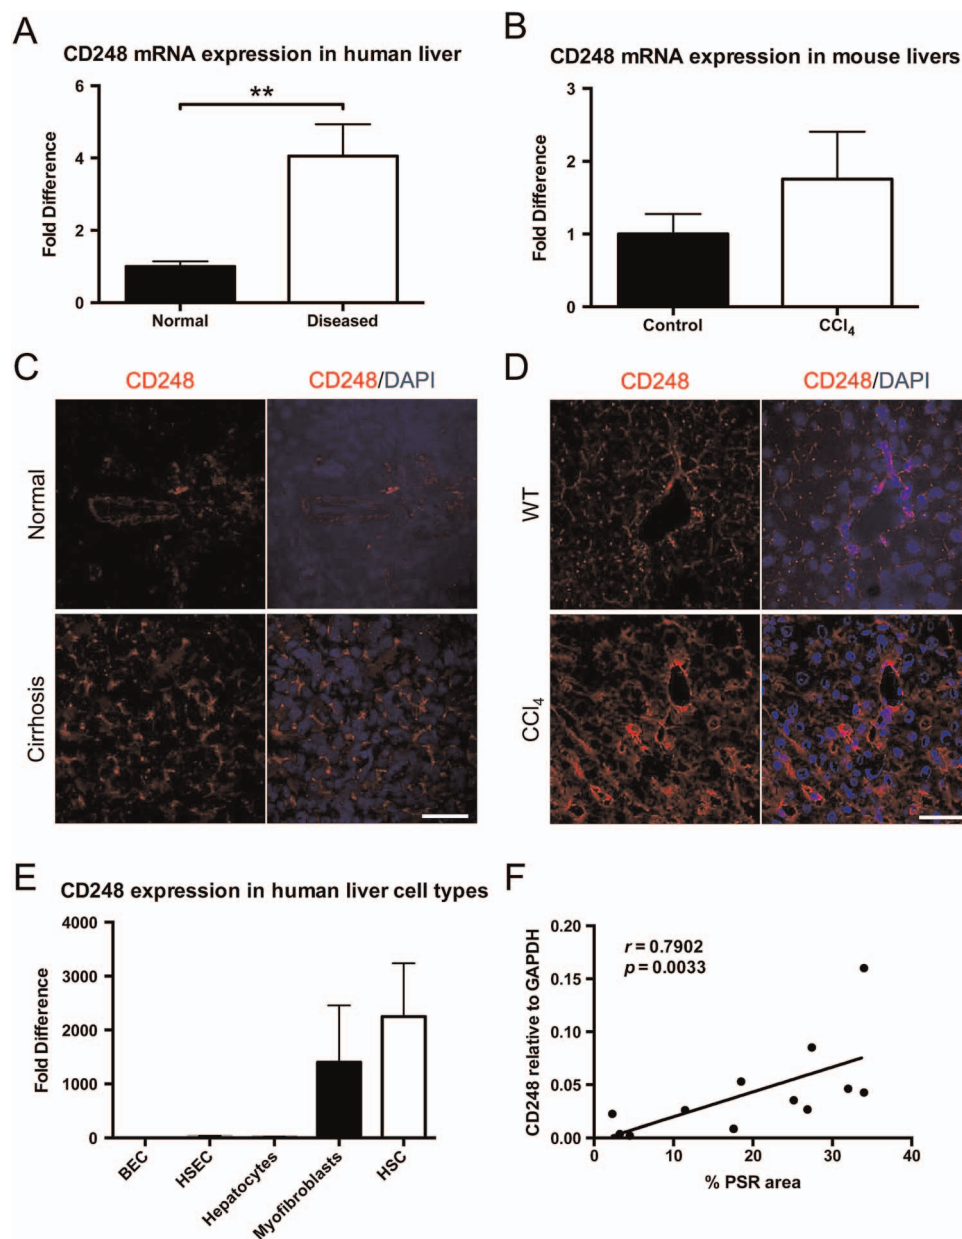 A
CD248 mRNA expression in human liver
6
4
2
0
Fold Difference
**
Normal
Diseased
B
CD248 mRNA expression in mouse livers
3
2
1
0
Fold Difference
Control
CCl₄
C
CD248
CD248/DAPI
Normal
Cirrhosis
D
CD248
CD248/DAPI
WT
CCl₄
E
CD248 expression in human liver cell types
4000
3000
2000
1000
0
Fold Difference
BEC
HSEC
Hepatocytes
Myofibroblasts
HSC
F
0.20
0.15
0.10
0.05
0.00
CD248 relative to GAPDH
r = 0.7902
p = 0.0033
0
10
20
30
40
% PSR area